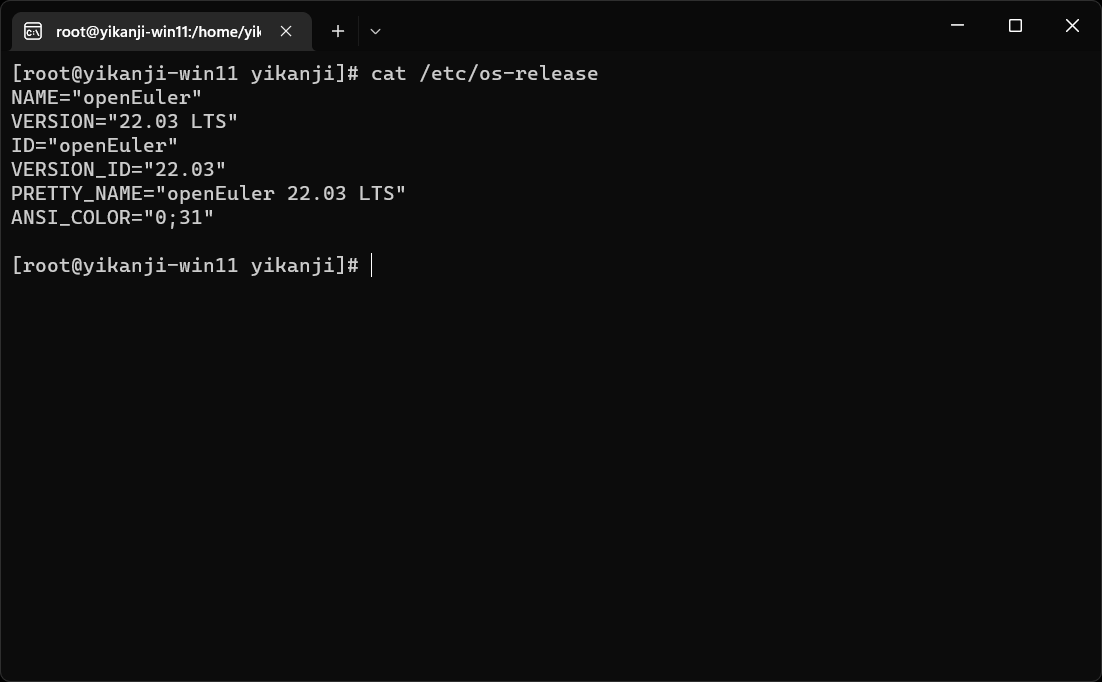 root@yikanji-win11:/home/yik
[root@yikanji-win11 yikanji]# cat /etc/os-release
NAME="openEuler"
VERSION="22.03 LTS"
ID="openEuler"
VERSION_ID="22.03"
PRETTY_NAME="openEuler 22.03 LTS"
ANSI_COLOR="0;31"
[root@yikanji-win11 yikanji]#